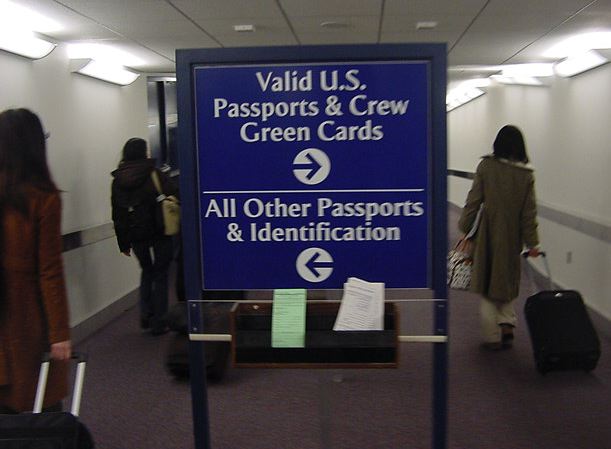 Valid U.S.
Passports & Crew
Green Cards
All Other Passports
& Identification